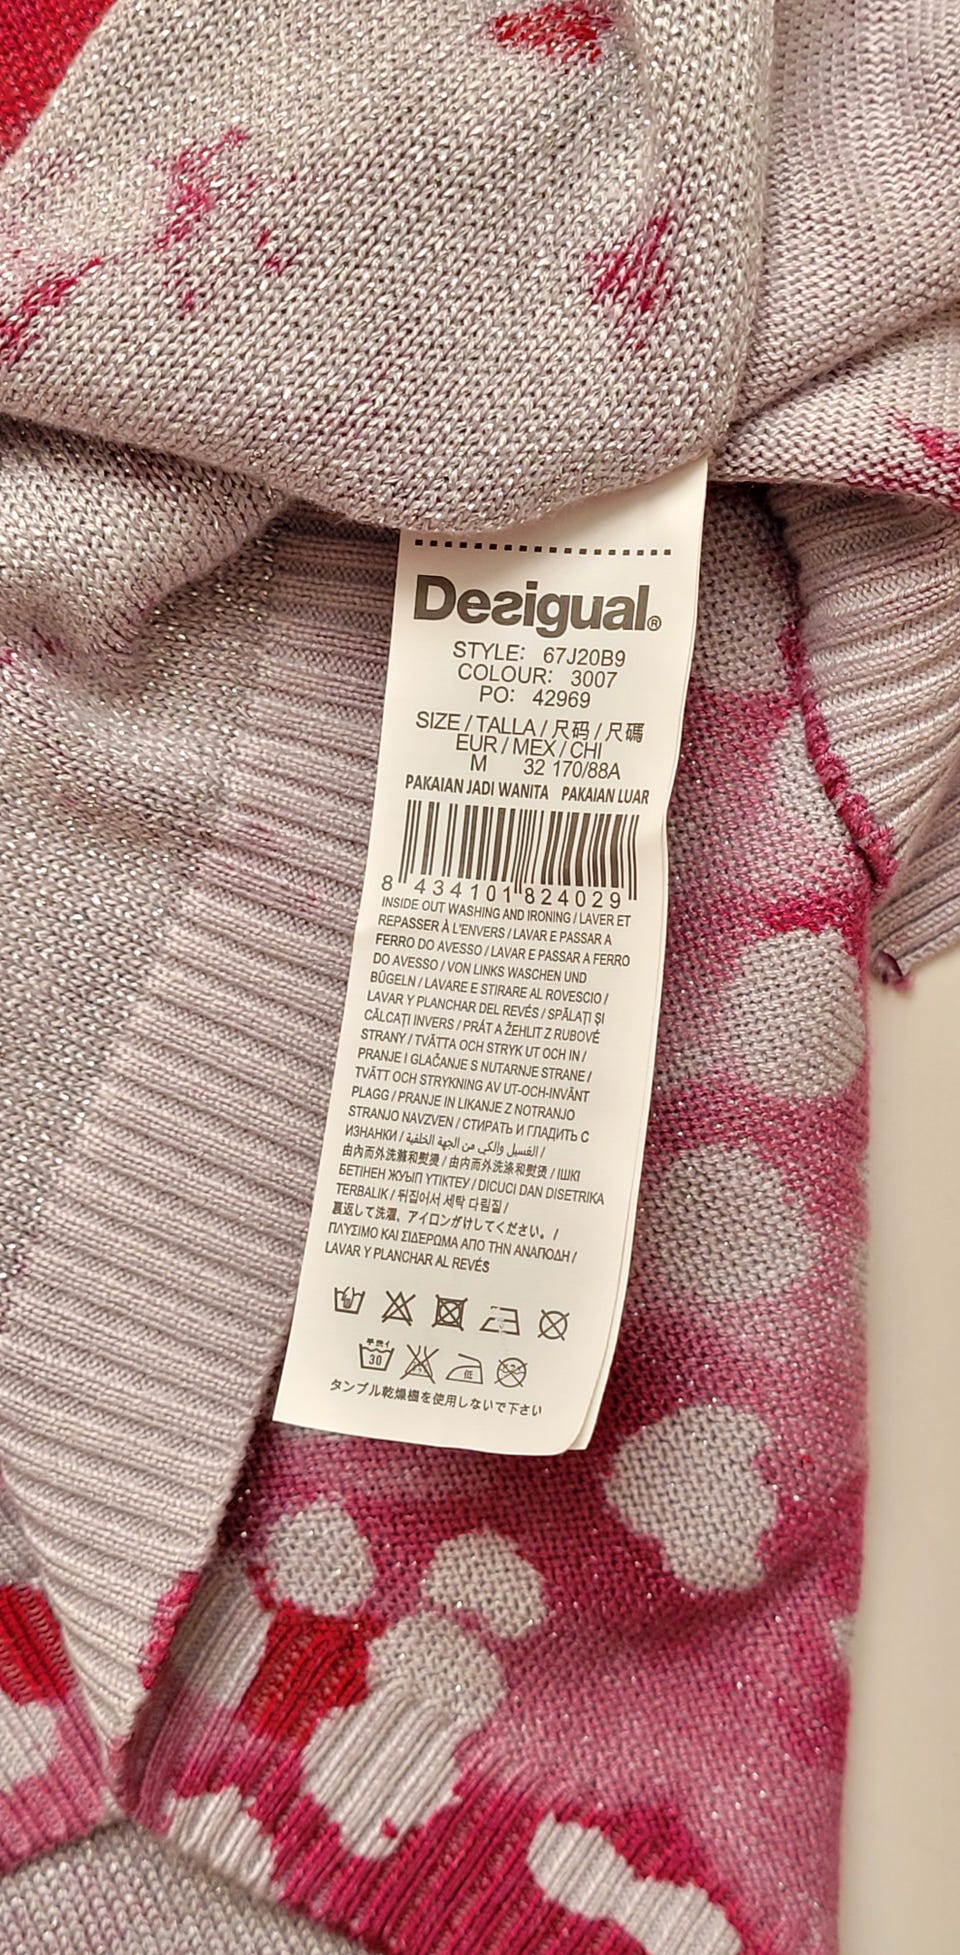 Desigual®
STYLE: 67J20B9
COLOUR: 3007
PO: 42969
SIZE / TALLA / 尺码 / 尺碼
EUR / MEX / CHI
M 32 170/88A
PAKAIAN JADI WANITA PAKAIAN LUAR
8 434101 824029
INSIDE OUT WASHING AND IRONING / LAVER ET
REPASSER À L'ENVERS / LAVAR E PASSAR A
FERRO DO AVESSO / LAVAR E PASSAR A FERRO
DO AVESSO / VON LINKS WASCHEN UND
BÜGELN / LAVARE E STIRARE AL ROVESCIO /
LAVAR Y PLANCHAR DEL REVÉS / SPĂLAȚI ȘI
CĂLCAȚI INVERS / PRÁT A ŽEHLIT Z RUBOVÉ
STRANY / TVÄTTA OCH STRYK UT OCH IN /
PRANJE I GLAČANJE S NUTARNJE STRANE /
TVÄTT OCH STRYKNING AV UT-OCH-INVÄNT
PLAGG / PRANJE IN LIKANJE Z NOTRANJO
STRANJO NAVZVEN / СТИРАТЬ И ГЛАДИТЬ С
ИЗНАНКИ / الغسيل والكي من الجهة الخلفية /
由內而外洗滌和熨燙 / 由内而外洗涤和熨烫 / ІШКІ
БЕТІНЕН ЖУЫП ҮТІКТЕУ / DICUCI DAN DISETRIKA
TERBALIK / 뒤집어서 세탁 다림질 /
裏返して洗濯、アイロンがけしてください。 /
ΠΛΥΣΙΜΟ ΚΑΙ ΣΙΔΕΡΩΜΑ ΑΠΟ ΤΗΝ ΑΝΑΠΟΔΗ /
LAVAR Y PLANCHAR AL REVÉS
手洗イ
30
低
タンブル乾燥機を使用しないで下さい